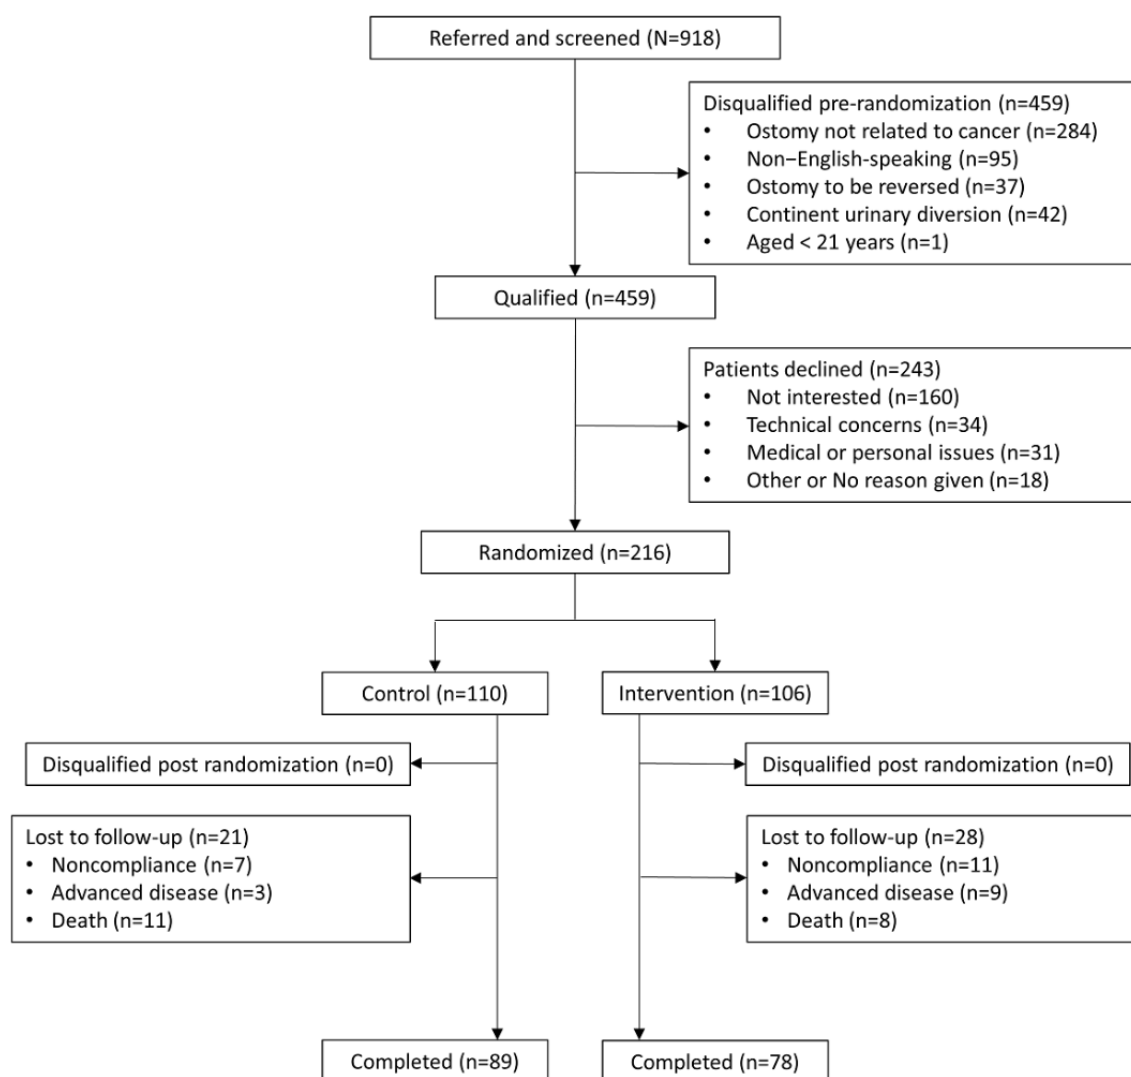 Referred and screened (N=918)
Disqualified pre-randomization (n=459)
• Ostomy not related to cancer (n=284)
• Non−English-speaking (n=95)
• Ostomy to be reversed (n=37)
• Continent urinary diversion (n=42)
• Aged < 21 years (n=1)
Qualified (n=459)
Patients declined (n=243)
• Not interested (n=160)
• Technical concerns (n=34)
• Medical or personal issues (n=31)
• Other or No reason given (n=18)
Randomized (n=216)
Control (n=110)
Intervention (n=106)
Disqualified post randomization (n=0)
Disqualified post randomization (n=0)
Lost to follow-up (n=21)
• Noncompliance (n=7)
• Advanced disease (n=3)
• Death (n=11)
Lost to follow-up (n=28)
• Noncompliance (n=11)
• Advanced disease (n=9)
• Death (n=8)
Completed (n=89)
Completed (n=78)